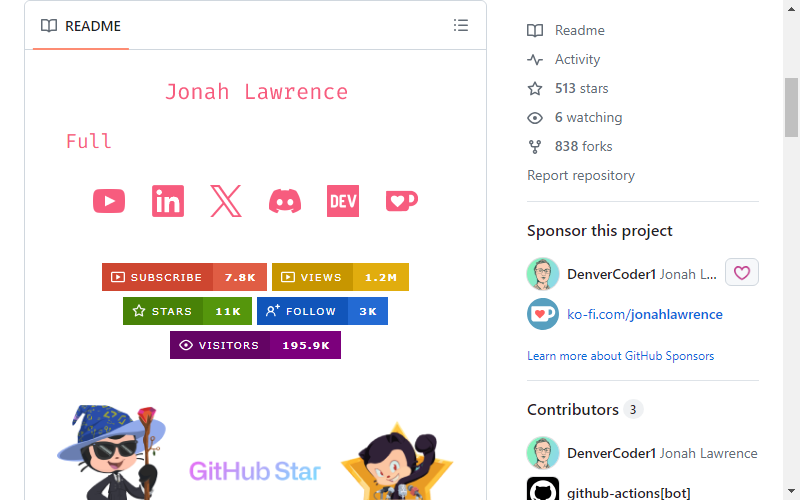 README
Jonah Lawrence
Full
DEV
SUBSCRIBE 7.8K
VIEWS 1.2M
STARS 11K
FOLLOW 3K
VISITORS 195.9K
GitHub Star
Readme
Activity
513 stars
6 watching
838 forks
Report repository
Sponsor this project
DenverCoder1 Jonah L...
ko-fi.com/jonahlawrence
Learn more about GitHub Sponsors
Contributors 3
DenverCoder1 Jonah Lawrence
github-actions[bot]